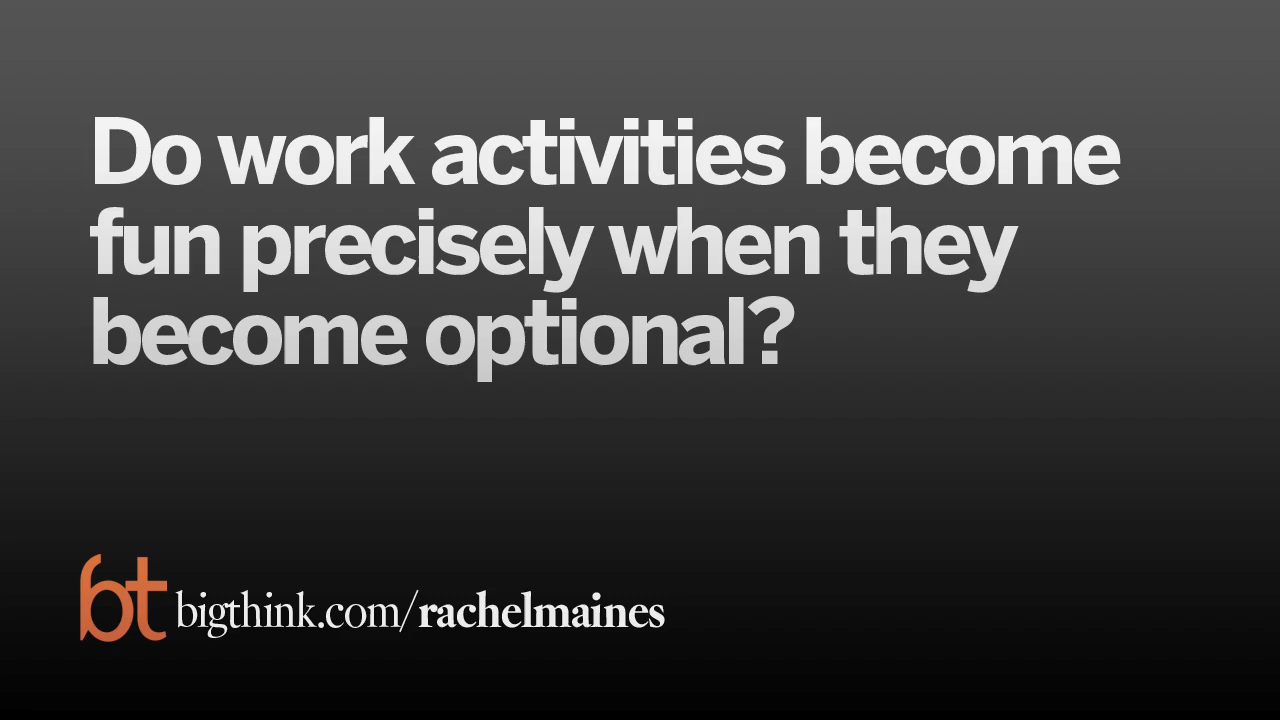 Do work activities become
fun precisely when they
become optional?
bt bigthink.com/rachelmaines